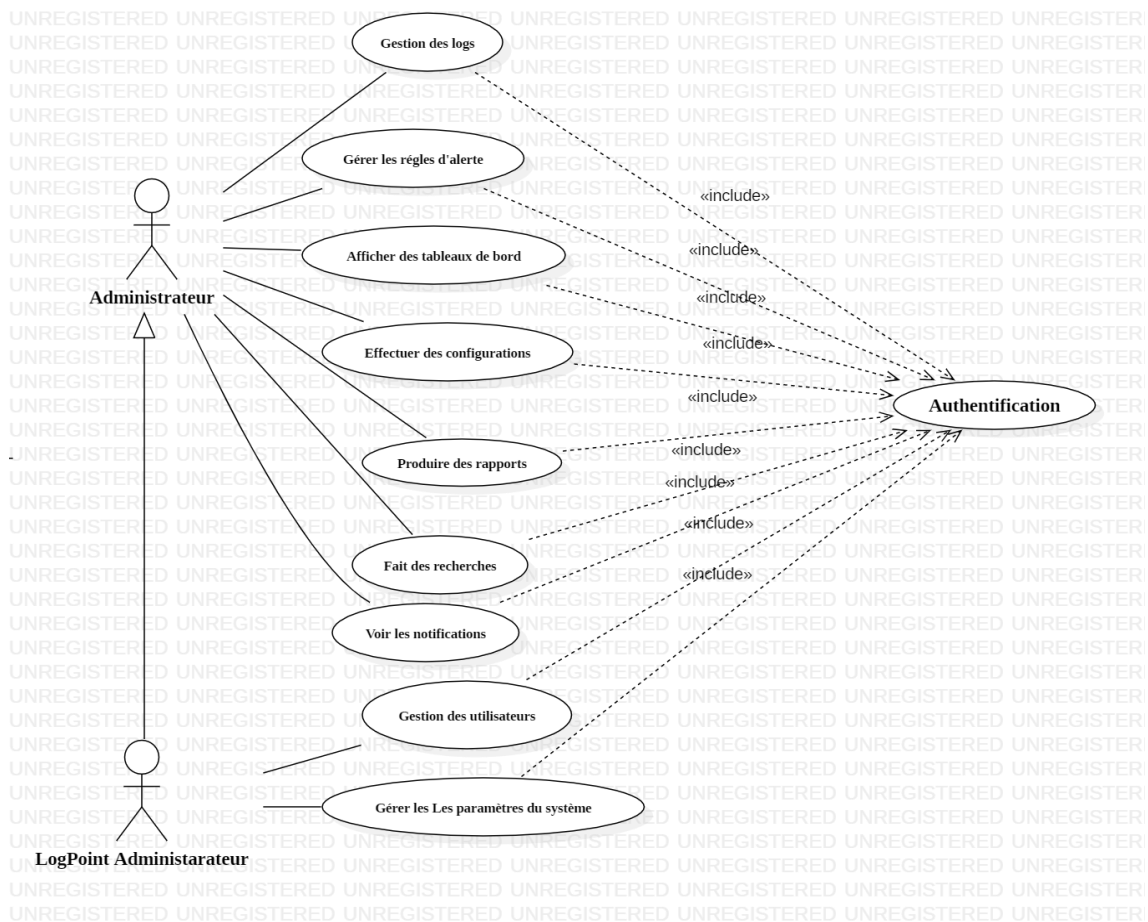 Gestion des logs
Gérer les régles d'alerte
«include»
Afficher des tableaux de bord
«include»
Administrateur
«include»
Effectuer des configurations
«include»
«include»
Authentification
Produire des rapports
«include»
«include»
«include»
Fait des recherches
«include»
Voir les notifications
Gestion des utilisateurs
Gérer les Les paramètres du système
LogPoint Administarateur
UNREGISTERED